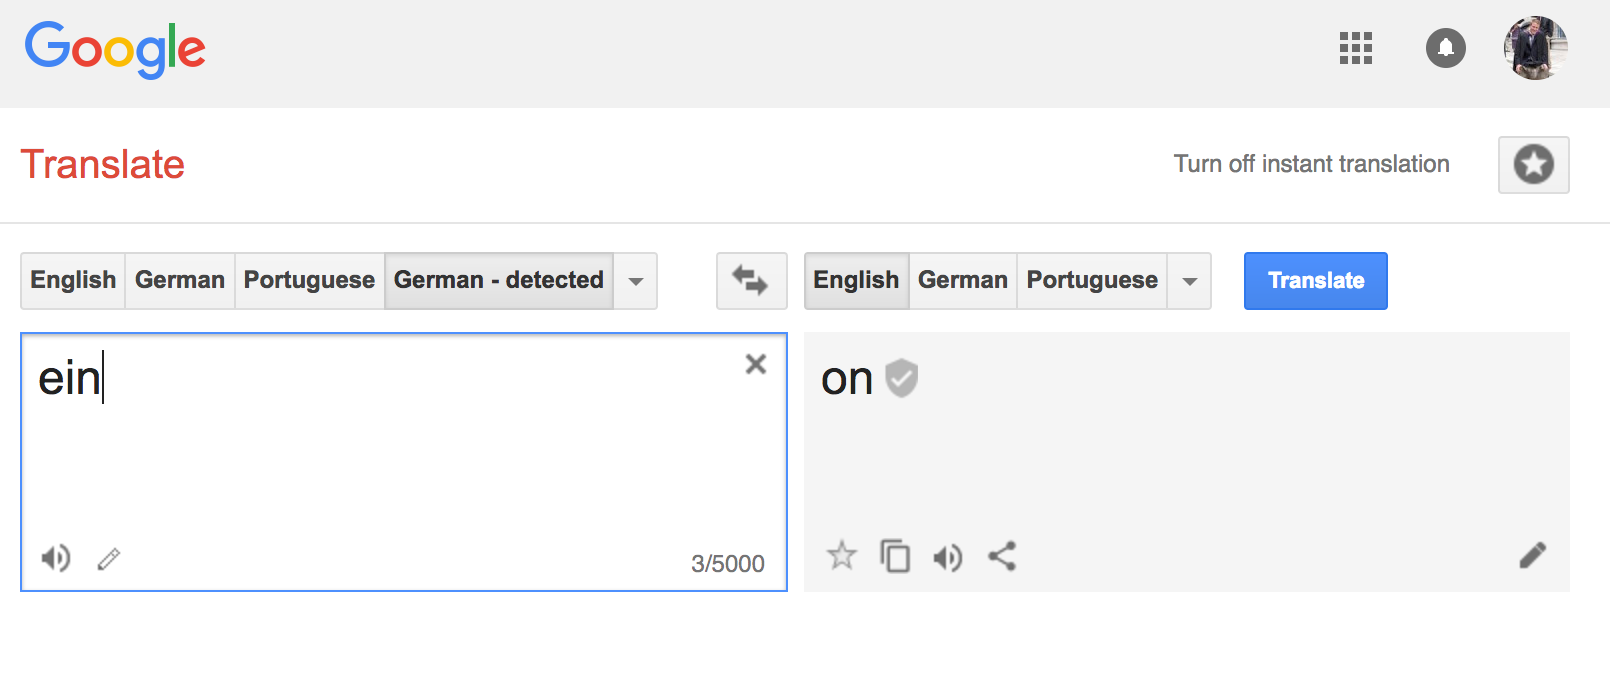 Google
Translate
Turn off instant translation
English German Portuguese German - detected
English German Portuguese Translate
ein
on
3/5000